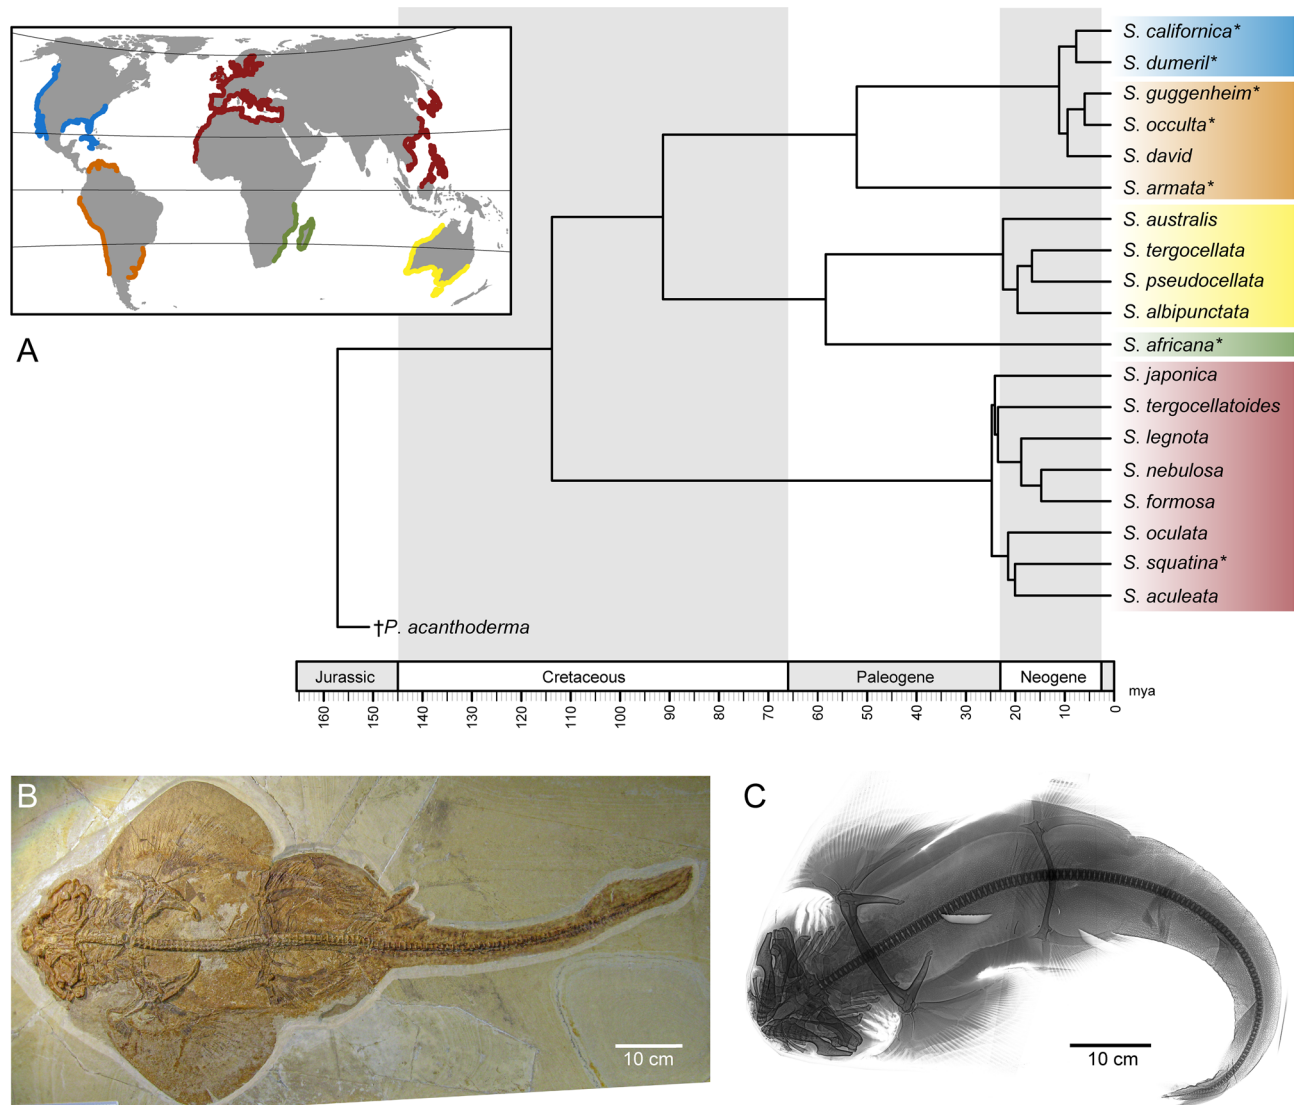 A
S. californica*
S. dumeril*
S. guggenheim*
S. occulta*
S. david
S. armata*
S. australis
S. tergocellata
S. pseudocellata
S. albipunctata
S. africana*
S. japonica
S. tergocellatoides
S. legnota
S. nebulosa
S. formosa
S. oculata
S. squatina*
S. aculeata
†P. acanthoderma
Jurassic Cretaceous Paleogene Neogene
160 150 140 130 120 110 100 90 80 70 60 50 40 30 20 10 0 mya
B
10 cm
C
10 cm